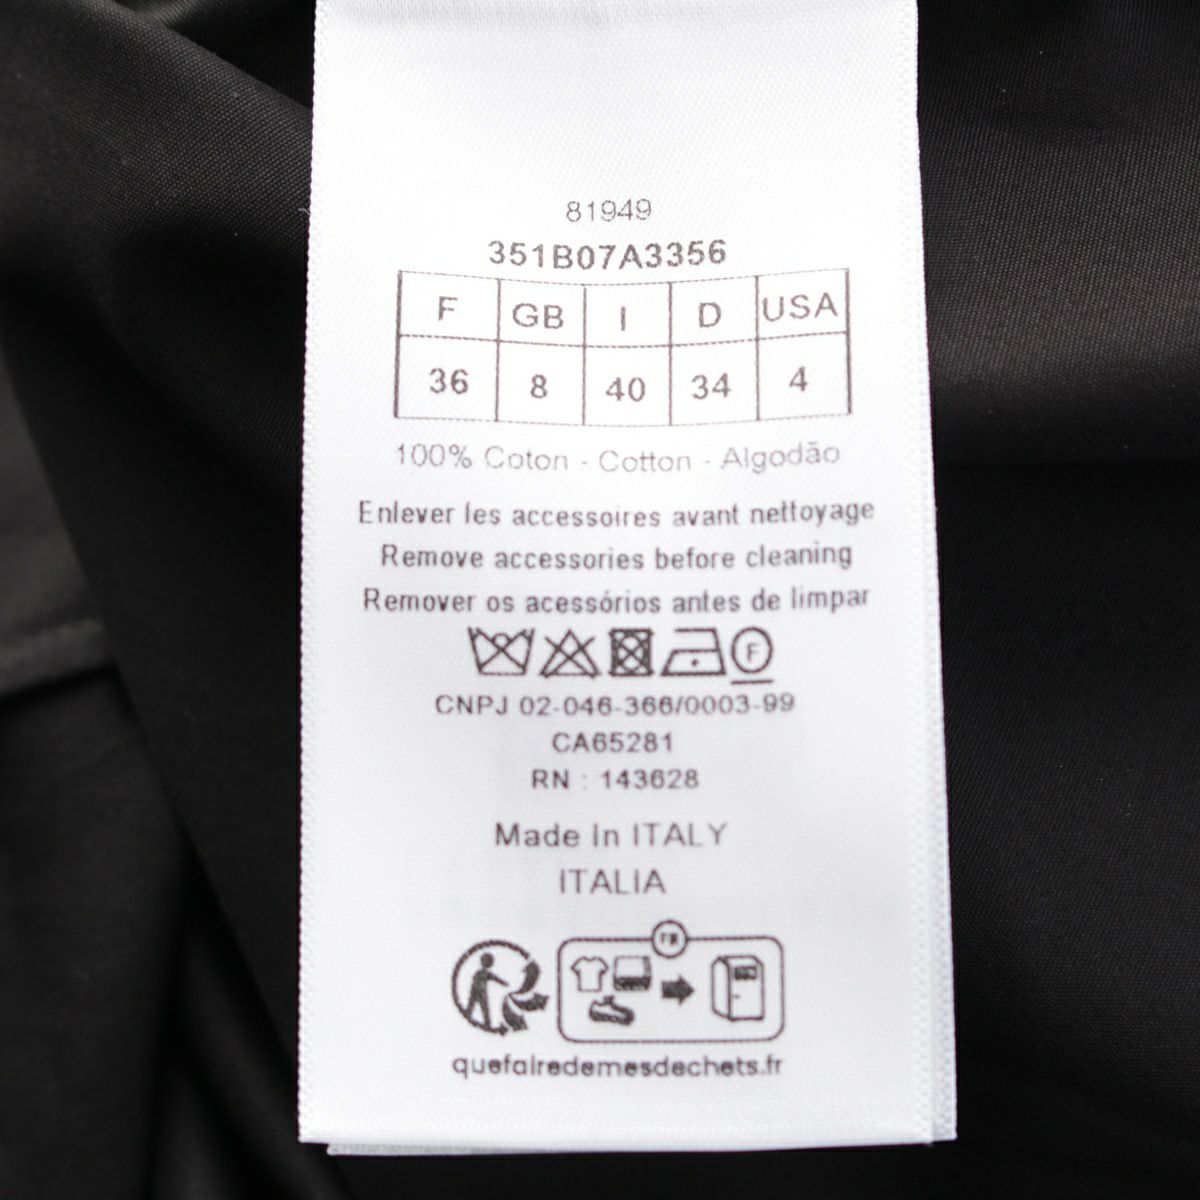 81949
351B07A3356
F GB I D USA
36 8 40 34 4
100% Coton - Cotton - Algodão
Enlever les accessoires avant nettoyage
Remove accessories before cleaning
Remover os acessórios antes de limpar
F
CNPJ 02-046-366/0003-99
CA65281
RN : 143628
Made In ITALY
ITALIA
FR
quefairedemesdechets.fr